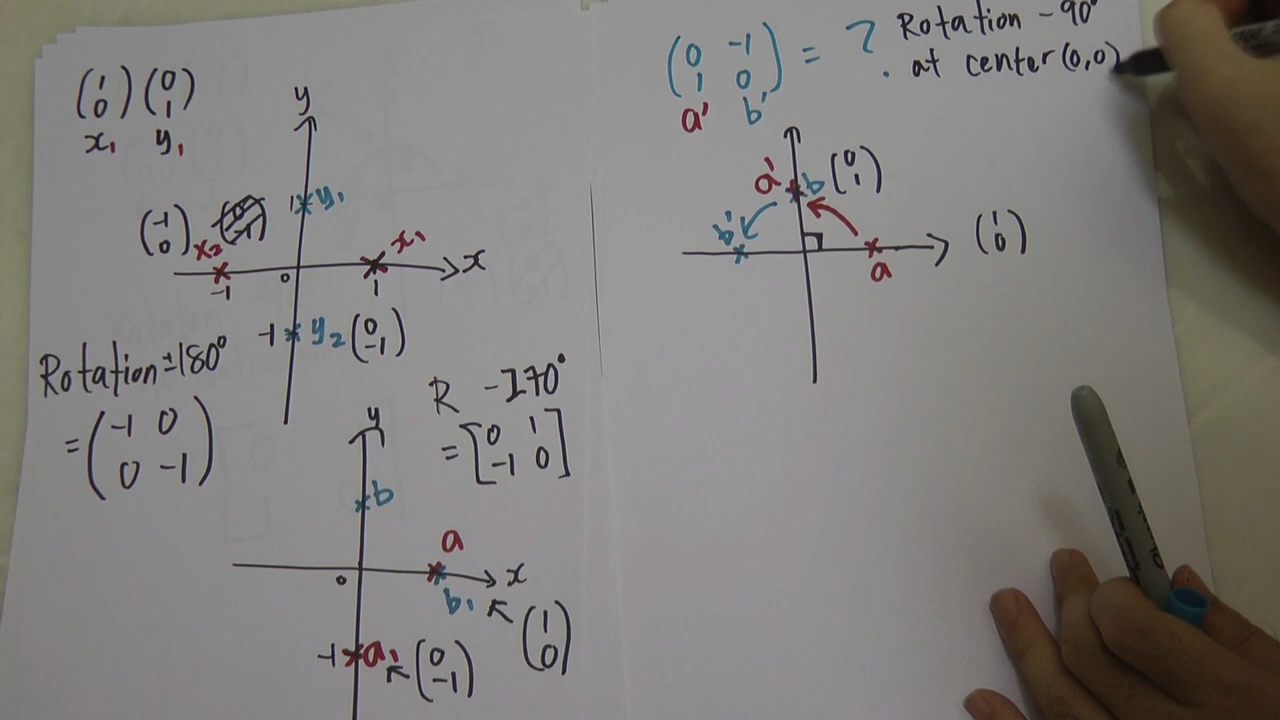 (1 0) (0 1)
x₁ y₁
y
1 y₁
(-1 0) x₂
x₁
x
-1 0 1
-1 y₂ (0 -1)
Rotation ±180°
= (-1 0
0 -1)
R -270°
= [0 1
-1 0]
y
b
a
0 x
b₁
(1 0)
-1 a₁ (0 -1)
(0 -1
1 0) = ? Rotation -90°
. at center (0,0)
a' b'
a' b (0 1)
b'
a
(1 0)